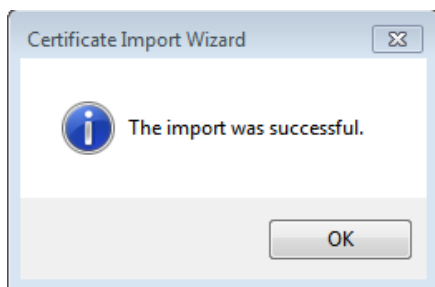 Certificate Import Wizard
The import was successful.
OK